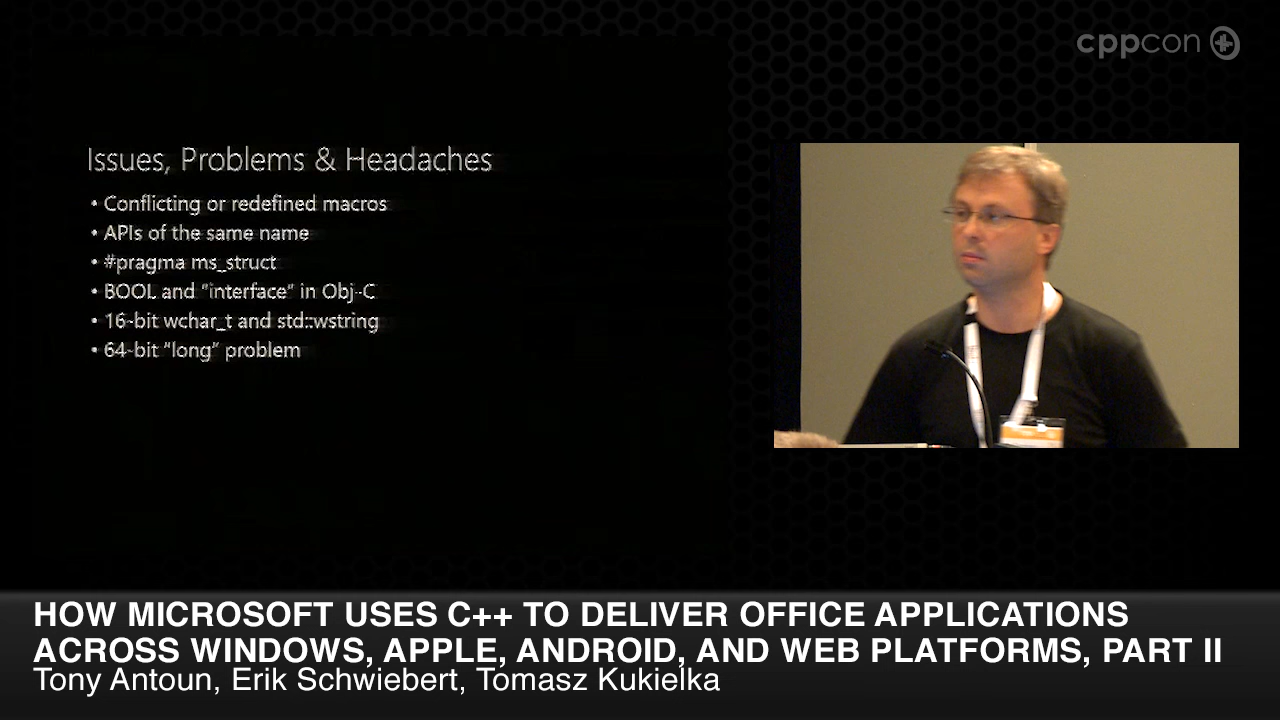 cppcon
Issues, Problems & Headaches
• Conflicting or redefined macros
• APIs of the same name
• #pragma ms_struct
• BOOL and “interface” in Obj-C
• 16-bit wchar_t and std::wstring
• 64-bit “long” problem
HOW MICROSOFT USES C++ TO DELIVER OFFICE APPLICATIONS
ACROSS WINDOWS, APPLE, ANDROID, AND WEB PLATFORMS, PART II
Tony Antoun, Erik Schwiebert, Tomasz Kukielka